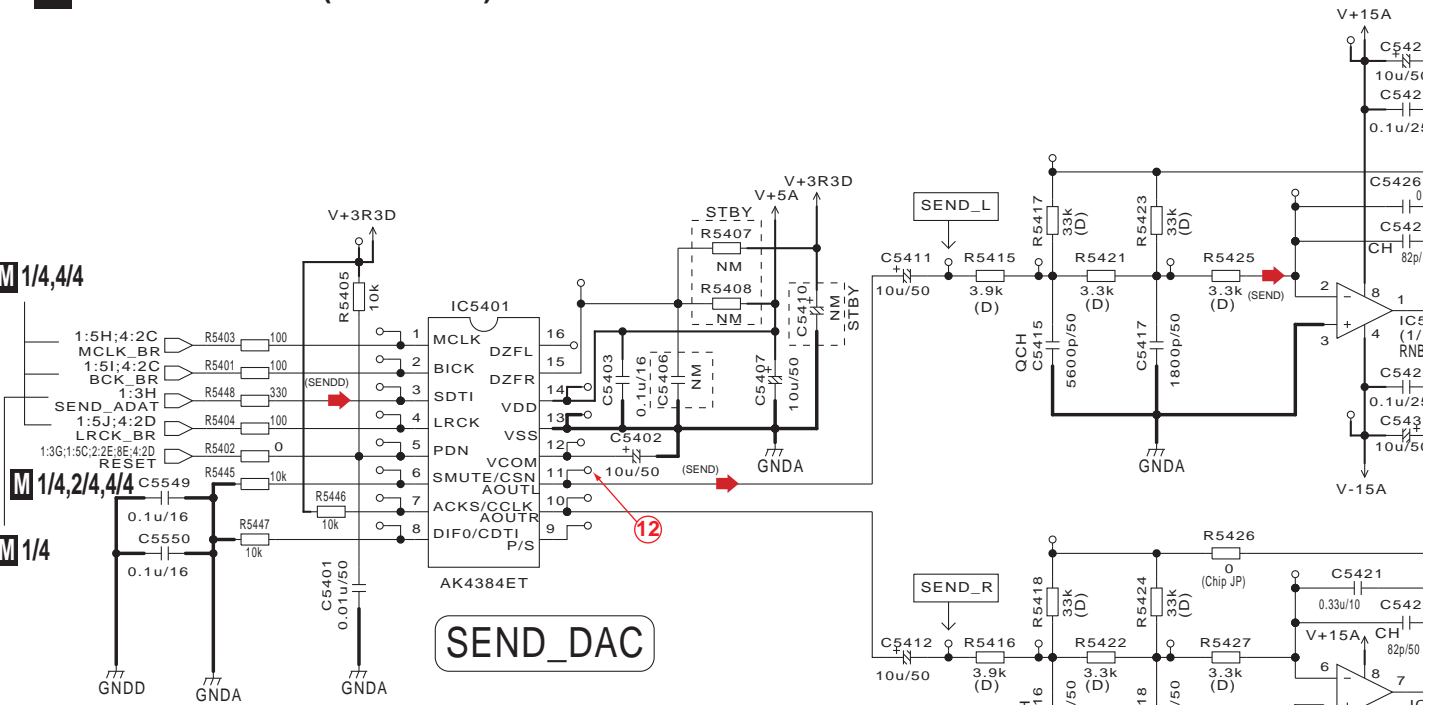 V+15A
C542
10u/50
C542
0.1u/25
C5426
C542
CH
82p/
V+3R3D
V+5A
STBY
R5407
NM
R5408
NM
C5410
NM
STBY
V+3R3D
R5405
10k
M 1/4,4/4
1:5H;4:2C
MCLK_BR
R5403
100
1:5I;4:2C
BCK_BR
R5401
100
1:3H
SEND_ADAT
R5448
330
(SENDD)
1:5J;4:2D
LRCK_BR
R5404
100
1:3G;1:5C;2:2E;8E;4:2D
RESET
R5402
0
M 1/4,2/4,4/4
R5445
10k
C5549
0.1u/16
R5446
10k
R5447
10k
C5550
0.1u/16
M 1/4
C5401
0.01u/50
GNDD
GNDA
GNDA
IC5401
1 MCLK
2 BICK
3 SDTI
4 LRCK
5 PDN
6 SMUTE/CSN
7 ACKS/CCLK
8 DIF0/CDTI
16 DZFL
15 DZFR
14 VDD
13 VSS
12 VCOM
11 AOUTL
10 AOUTR
9 P/S
AK4384ET
SEND_DAC
C5403
0.1u/16
C5406
NM
C5407
10u/50
C5402
10u/50
GNDA
(SEND)
12
SEND_L
C5411
10u/50
R5415
3.9k
(D)
R5417
33k
(D)
R5421
3.3k
(D)
R5423
33k
(D)
R5425
3.3k
(D)
(SEND)
QCH
C5415
5600p/50
C5417
1800p/50
GNDA
2
3
8
4
1
(1/
RNB
C542
0.1u/25
C543
10u/50
V-15A
SEND_R
C5412
10u/50
R5416
3.9k
(D)
R5418
33k
(D)
R5422
3.3k
(D)
R5424
33k
(D)
R5426
0
(Chip JP)
R5427
3.3k
(D)
C5421
0.33u/10
C542
CH
82p/50
V+15A
6
8
7